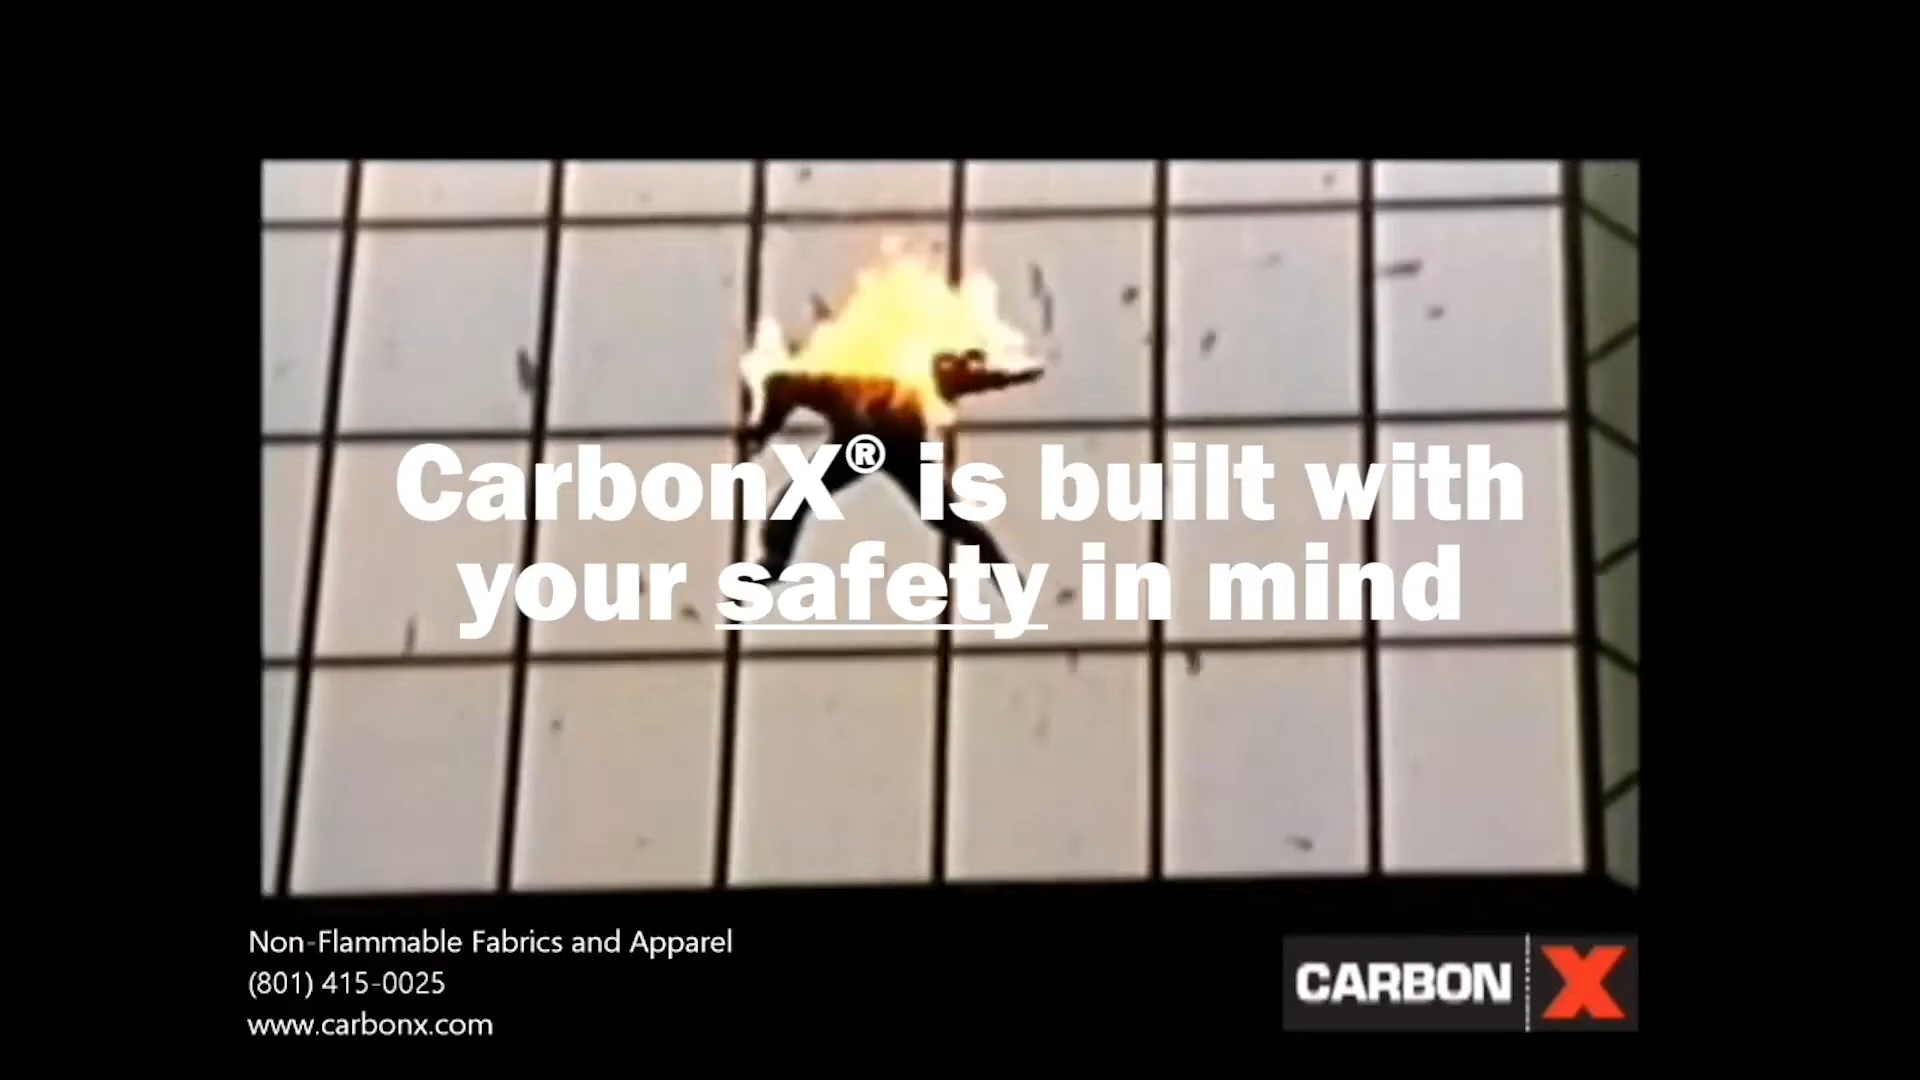 CarbonX® is built with
your safety in mind
Non-Flammable Fabrics and Apparel
(801) 415-0025
www.carbonx.com
CARBON X